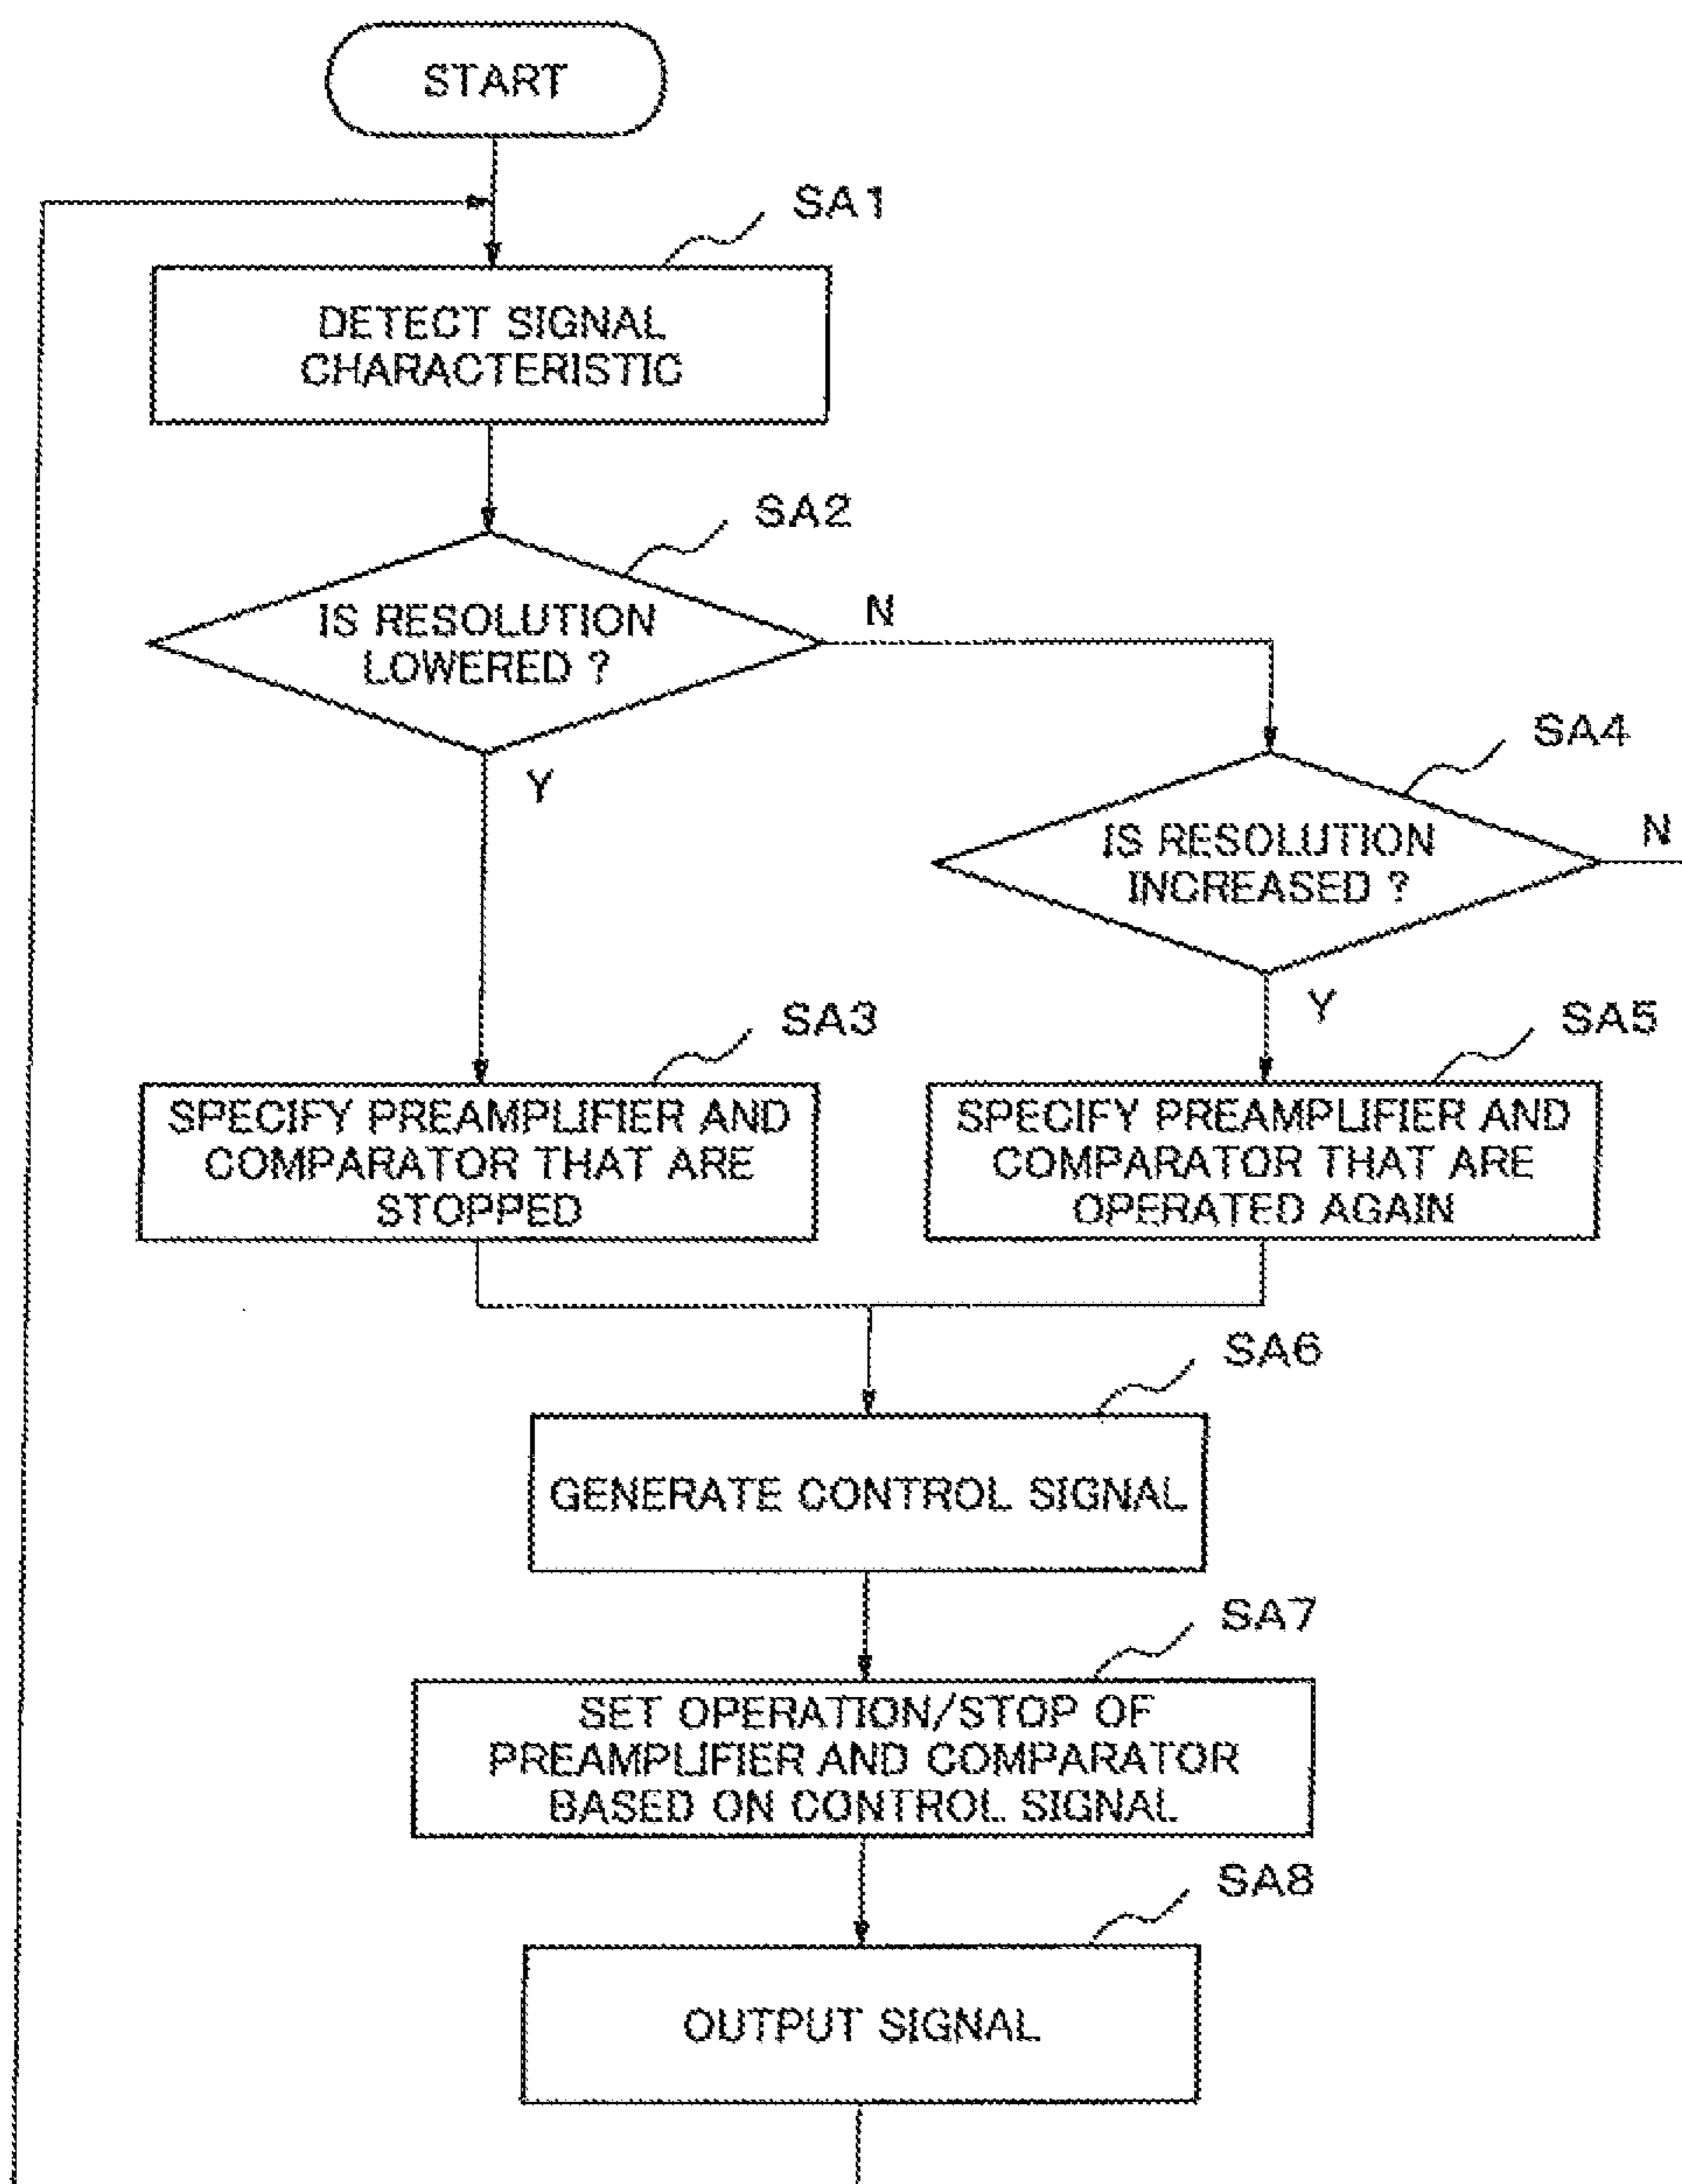 START
SA1
DETECT SIGNAL
CHARACTERISTIC
SA2
IS RESOLUTION
LOWERED ?
N
Y
SA4
IS RESOLUTION
INCREASED ?
N
Y
SA3
SPECIFY PREAMPLIFIER AND
COMPARATOR THAT ARE
STOPPED
SA5
SPECIFY PREAMPLIFIER AND
COMPARATOR THAT ARE
OPERATED AGAIN
SA6
GENERATE CONTROL SIGNAL
SA7
SET OPERATION/STOP OF
PREAMPLIFIER AND COMPARATOR
BASED ON CONTROL SIGNAL
SA8
OUTPUT SIGNAL